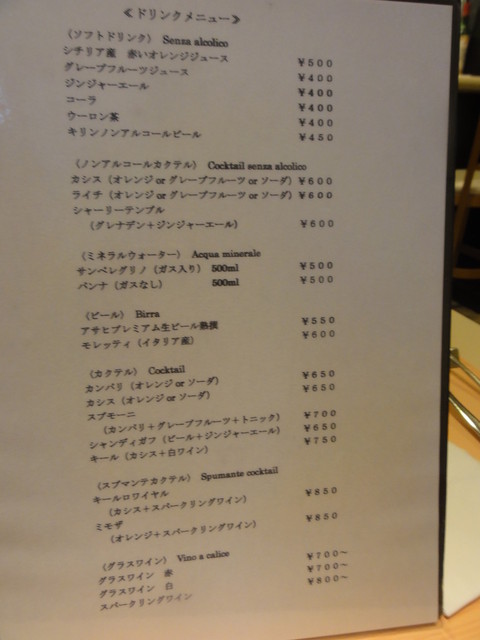 ≪ドリンクメニュー≫
(ソフトドリンク) Senza alcolico
シチリア産 赤いオレンジジュース ￥500
グレープフルーツジュース ￥400
ジンジャーエール ￥400
コーラ ￥400
ウーロン茶 ￥400
キリンノンアルコールビール ￥450
(ノンアルコールカクテル) Cocktail senza alcolico
カシス (オレンジ or グレープフルーツ or ソーダ) ￥600
ライチ (オレンジ or グレープフルーツ or ソーダ) ￥600
シャーリーテンプル
(グレナデン＋ジンジャーエール) ￥600
(ミネラルウォーター) Acqua minerale
サンペレグリノ (ガス入り) 500ml ￥500
パンナ (ガスなし) 500ml ￥500
(ビール) Birra
アサヒプレミアム生ビール熟撰 ￥550
モレッティ (イタリア産) ￥600
(カクテル) Cocktail
カンパリ (オレンジ or ソーダ) ￥650
カシス (オレンジ or ソーダ) ￥650
スプモーニ
(カンパリ＋グレープフルーツ＋トニック) ￥700
シャンディガフ (ビール＋ジンジャーエール) ￥650
キール (カシス＋白ワイン) ￥750
(スプマンテカクテル) Spumante cocktail
キールロワイヤル ￥850
(カシス＋スパークリングワイン)
ミモザ ￥850
(オレンジ＋スパークリングワイン)
(グラスワイン) Vino a calice
グラスワイン 赤 ￥700～
グラスワイン 白 ￥700～
スパークリングワイン ￥800～